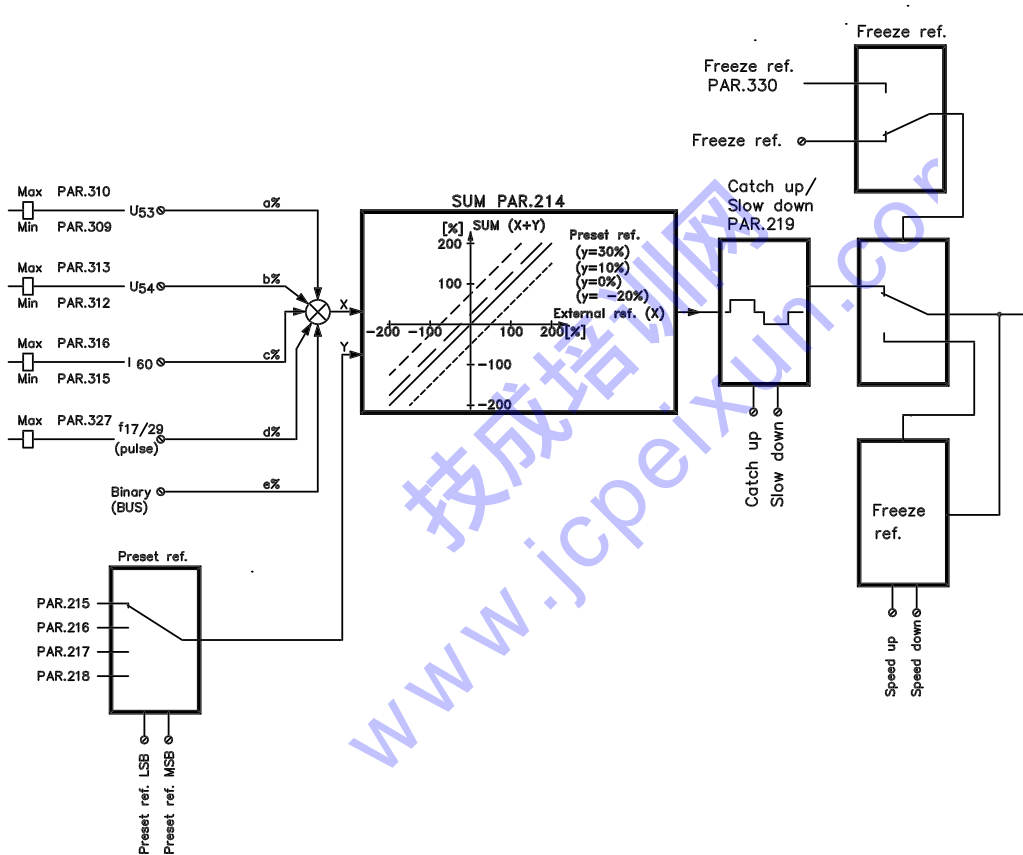 Freeze ref.
Freeze ref.
PAR.330
Freeze ref.
Max PAR.310
Min PAR.309
U53
a%
Max PAR.313
Min PAR.312
U54
b%
Max PAR.316
Min PAR.315
I 60
c%
Max PAR.327
f17/29
(pulse)
d%
Binary
(BUS)
e%
X
Y
SUM PAR.214
[%] SUM (X+Y)
200
100
-200 -100 100 200[%]
-100
-200
Preset ref.
(y=30%)
(y=10%)
(y=0%)
(y= -20%)
External ref. (X)
Catch up/
Slow down
PAR.219
Catch up
Slow down
Freeze
ref.
Speed up
Speed down
Preset ref.
PAR.215
PAR.216
PAR.217
PAR.218
Preset ref. LSB
Preset ref. MSB
技成培训网
www.jcpeixun.com